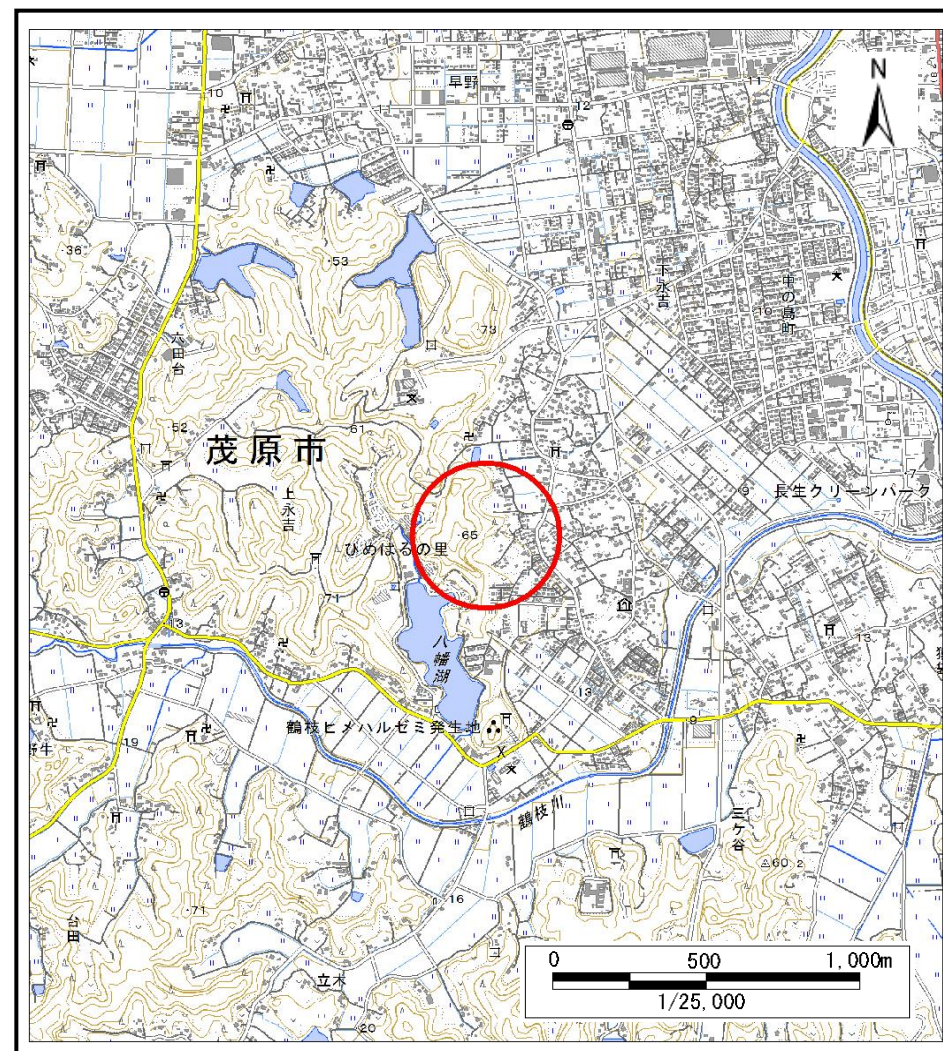 早野
N
10
11
11
12
36
53
73
六田台
下永吉
中の島町
10
52
61
茂原市
上永吉
9
7
長生クリーンパーク
65
ひめはるの里
71
13
八幡湖
13
13
鶴枝ヒメハルゼミ発生地
9
19
鶴枝川
三ケ谷
60.2
11
71
16
台田
立木
20
0 500 1,000m
1/25,000